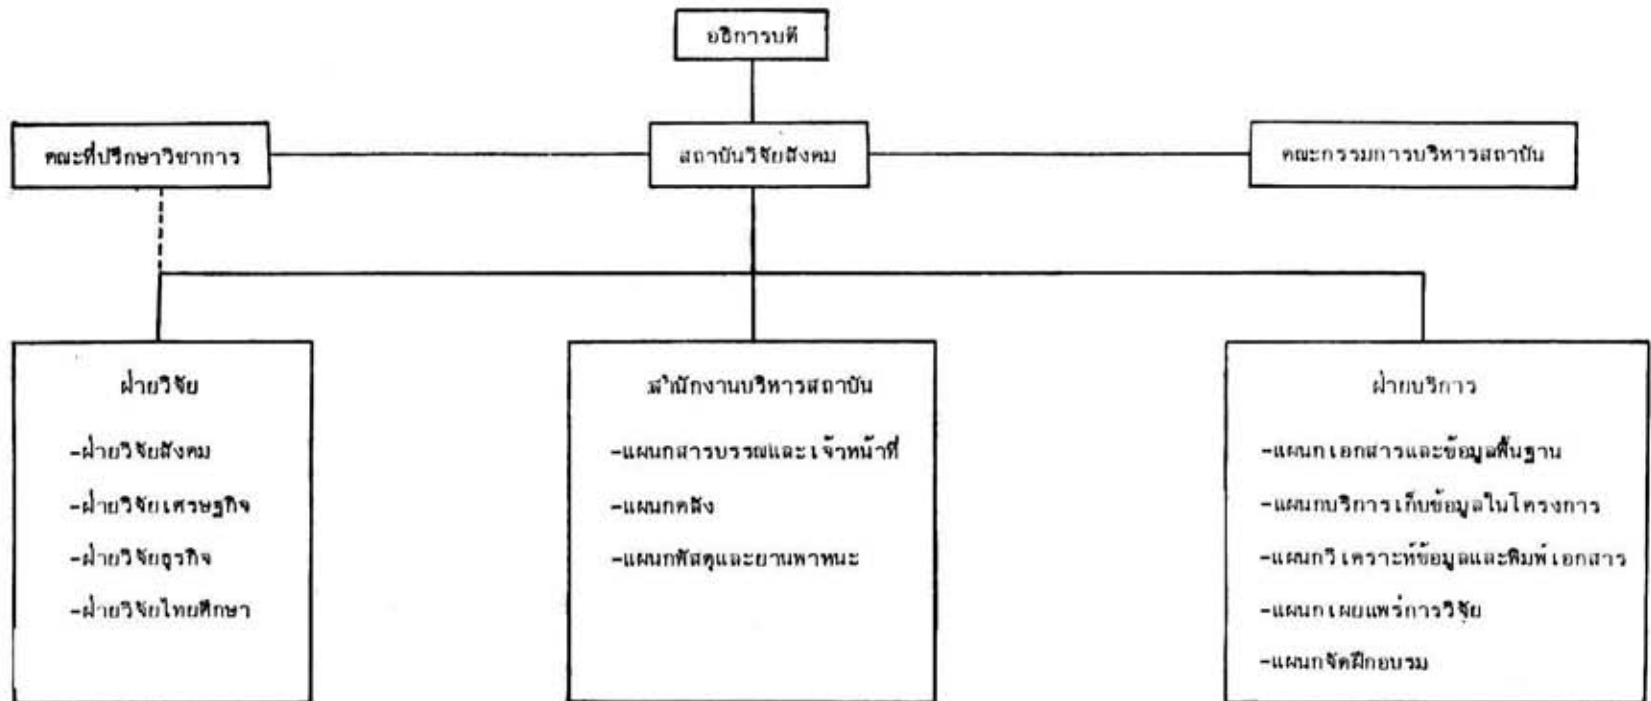 อธิการบดี
คณะที่ปรึกษาวิชาการ
สถาบันวิจัยสังคม
คณะกรรมการบริหารสถาบัน
ฝ่ายวิจัย
-ฝ่ายวิจัยสังคม
-ฝ่ายวิจัยเศรษฐกิจ
-ฝ่ายวิจัยธุรกิจ
-ฝ่ายวิจัยไทยศึกษา
สำนักงานบริหารสถาบัน
-แผนกสารบรรณและเจ้าหน้าที่
-แผนกคลัง
-แผนกพัสดุและยานพาหนะ
ฝ่ายบริการ
-แผนกเอกสารและข้อมูลพื้นฐาน
-แผนกบริการเก็บข้อมูลในโครงการ
-แผนกวิเคราะห์ข้อมูลและพิมพ์เอกสาร
-แผนกเผยแพร่การวิจัย
-แผนกจัดฝึกอบรม